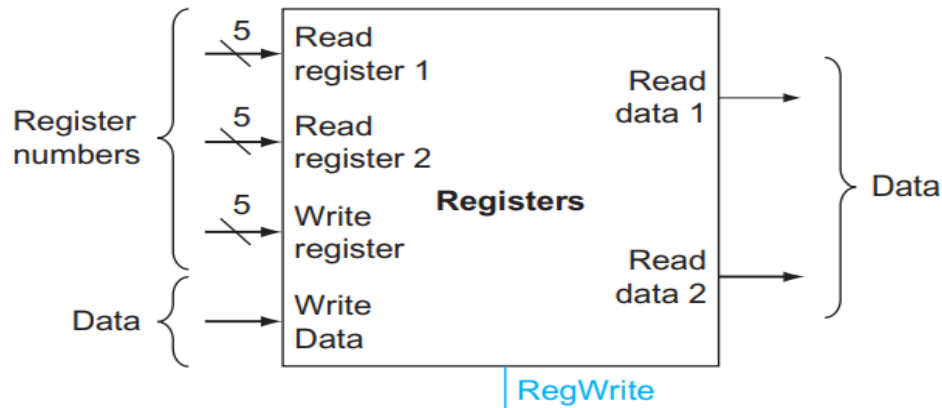 Register
numbers
Data
5
Read
register 1
5
Read
register 2
5
Write
register
Write
Data
Registers
Read
data 1
Read
data 2
Data
RegWrite